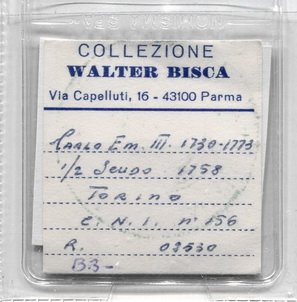 COLLEZIONE
WALTER BISCA
Via Capelluti, 16 - 43100 Parma
Carlo Em. III. 1730-1773
1/2 Scudo 1758
Torino
C. N. I. n° 156
R. 03530
BB-